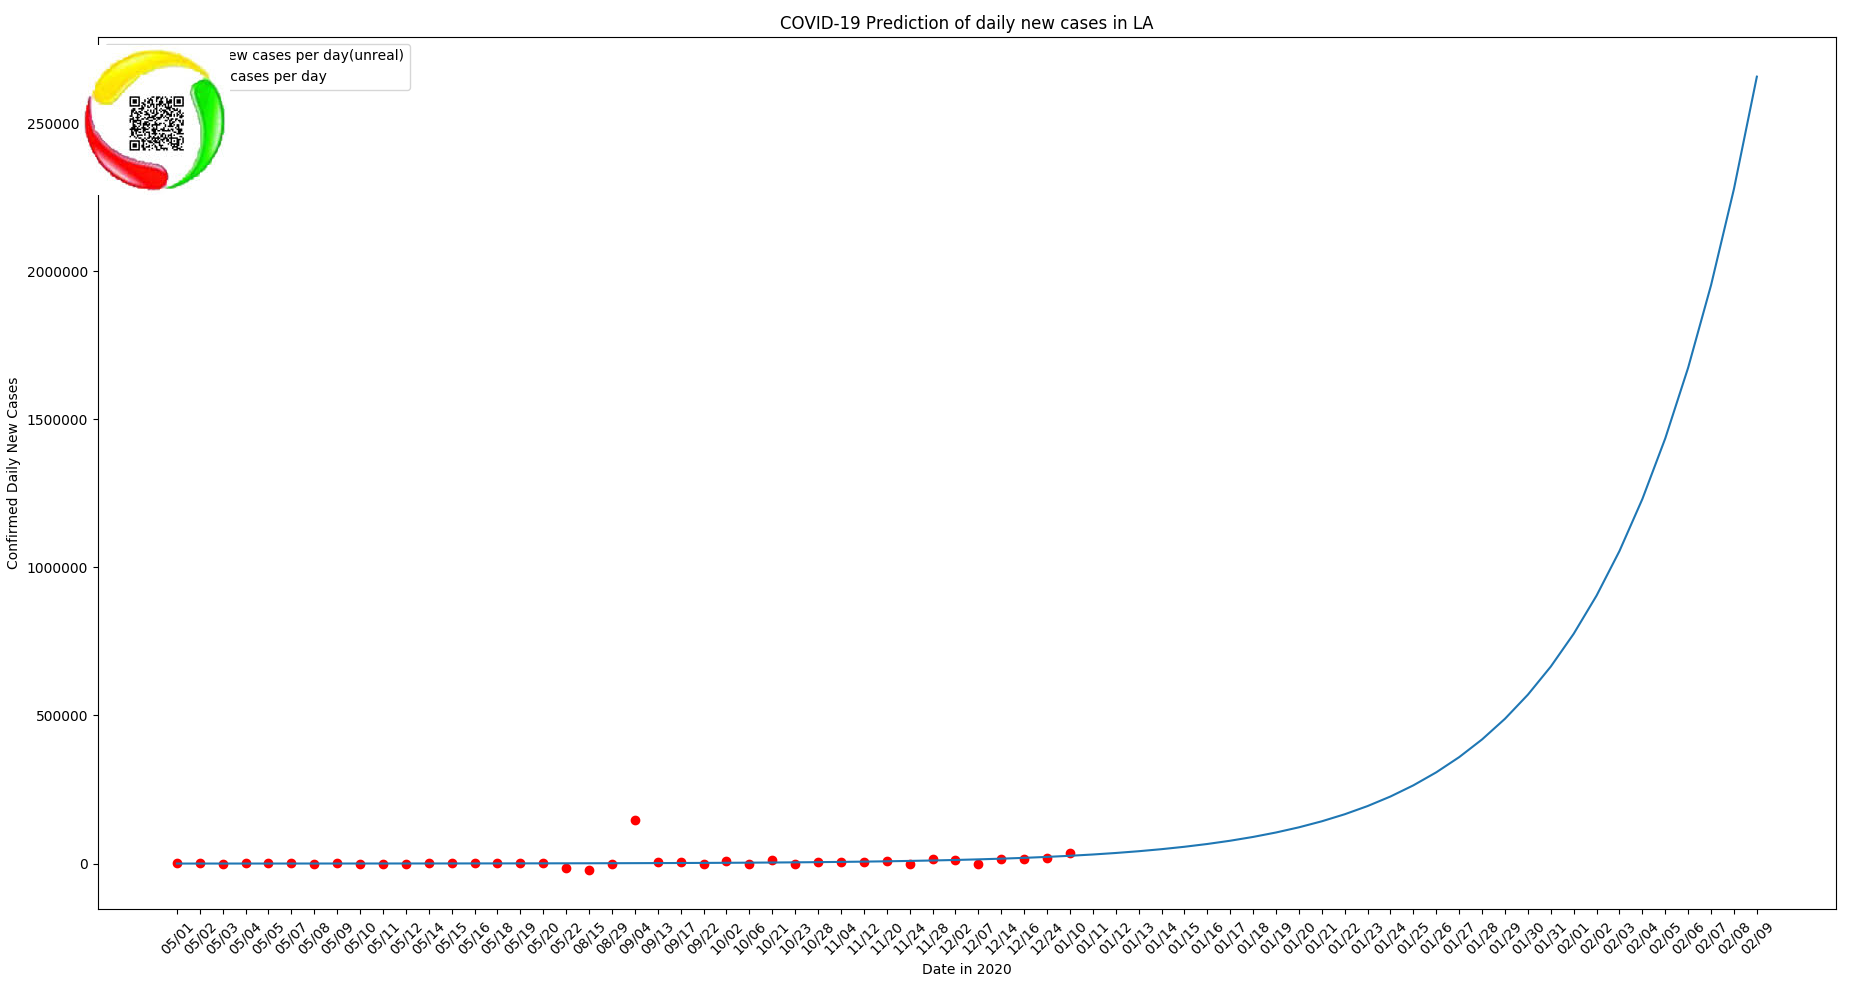 COVID-19 Prediction of daily new cases in LA
ew cases per day(unreal)
cases per day
250000
2000000
1500000
1000000
500000
0
Confirmed Daily New Cases
05/01 05/02 05/03 05/04 05/05 05/07 05/08 05/09 05/10 05/11 05/12 05/14 05/15 05/16 05/18 05/19 05/20 05/22 08/15 08/29 09/04 09/13 09/17 09/22 10/02 10/06 10/21 10/23 10/28 11/04 11/12 11/20 11/24 11/28 12/02 12/07 12/14 12/16 12/24 01/10 01/11 01/12 01/13 01/14 01/15 01/16 01/17 01/18 01/19 01/20 01/21 01/22 01/23 01/24 01/25 01/26 01/27 01/28 01/29 01/30 01/31 02/01 02/02 02/03 02/04 02/05 02/06 02/07 02/08 02/09
Date in 2020